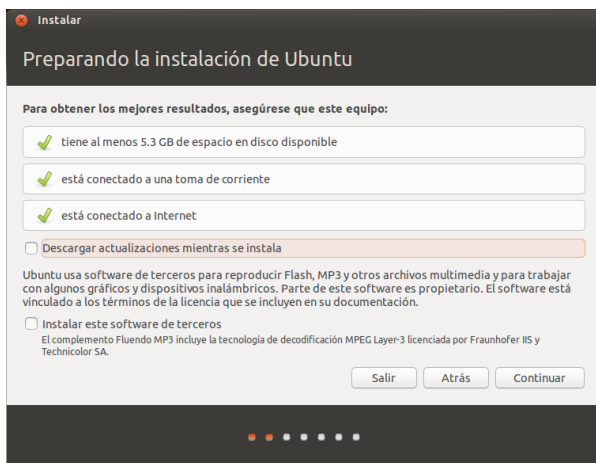 Instalar
Preparando la instalación de Ubuntu
Para obtener los mejores resultados, asegúrese que este equipo:
tiene al menos 5.3 GB de espacio en disco disponible
está conectado a una toma de corriente
está conectado a Internet
Descargar actualizaciones mientras se instala
Ubuntu usa software de terceros para reproducir Flash, MP3 y otros archivos multimedia y para trabajar
con algunos gráficos y dispositivos inalámbricos. Parte de este software es propietario. El software está
vinculado a los términos de la licencia que se incluyen en su documentación.
Instalar este software de terceros
El complemento Fluendo MP3 incluye la tecnología de decodificación MPEG Layer-3 licenciada por Fraunhofer IIS y
Technicolor SA.
Salir Atrás Continuar